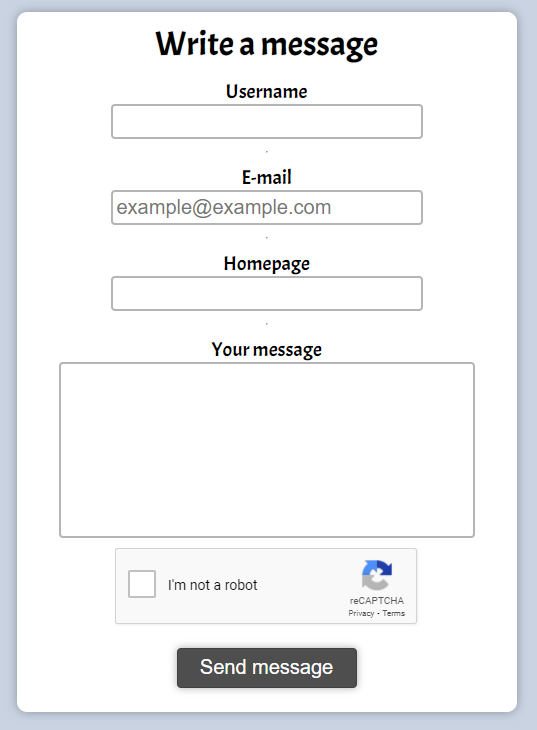 Write a message
Username
E-mail
example@example.com
Homepage
Your message
I'm not a robot
reCAPTCHA
Privacy - Terms
Send message